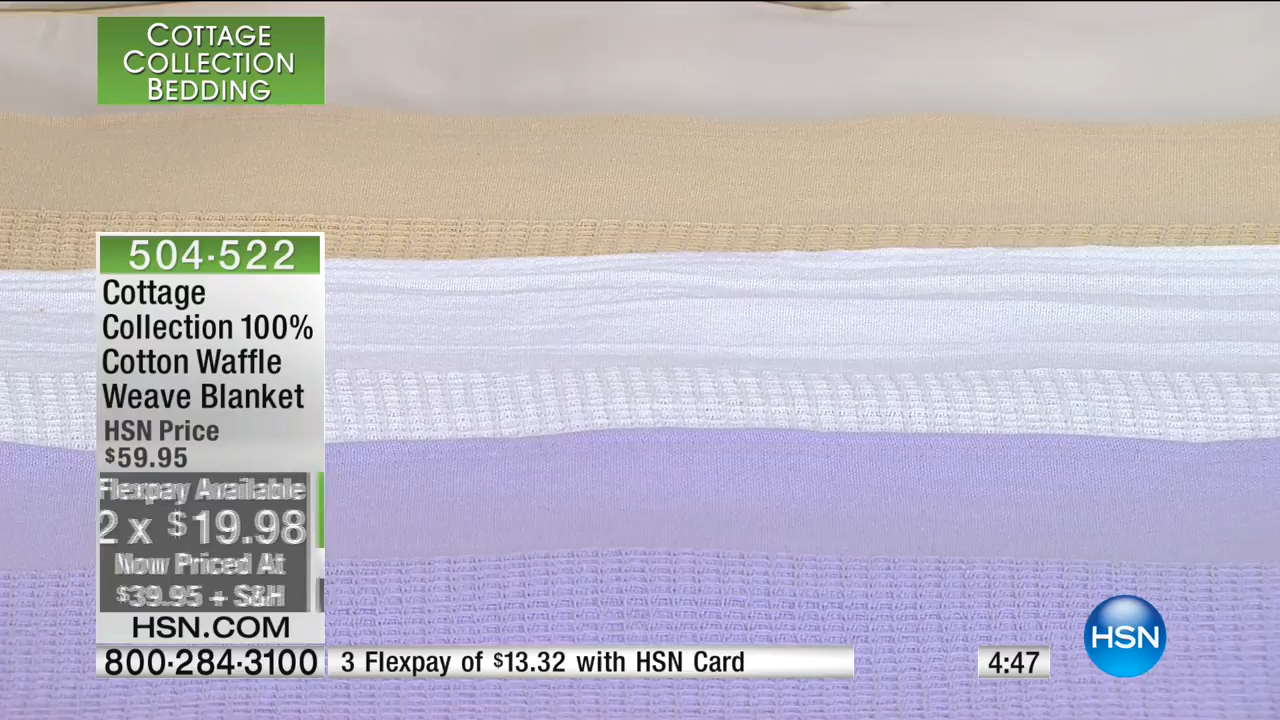 COTTAGE
COLLECTION
BEDDING
504·522
Cottage
Collection 100%
Cotton Waffle
Weave Blanket
HSN Price
$59.95
Flexpay Available
2 x $19.98
Now Priced At
$39.95 + S&H
HSN.COM
800·284·3100
3 Flexpay of $13.32 with HSN Card
4:47
HSN